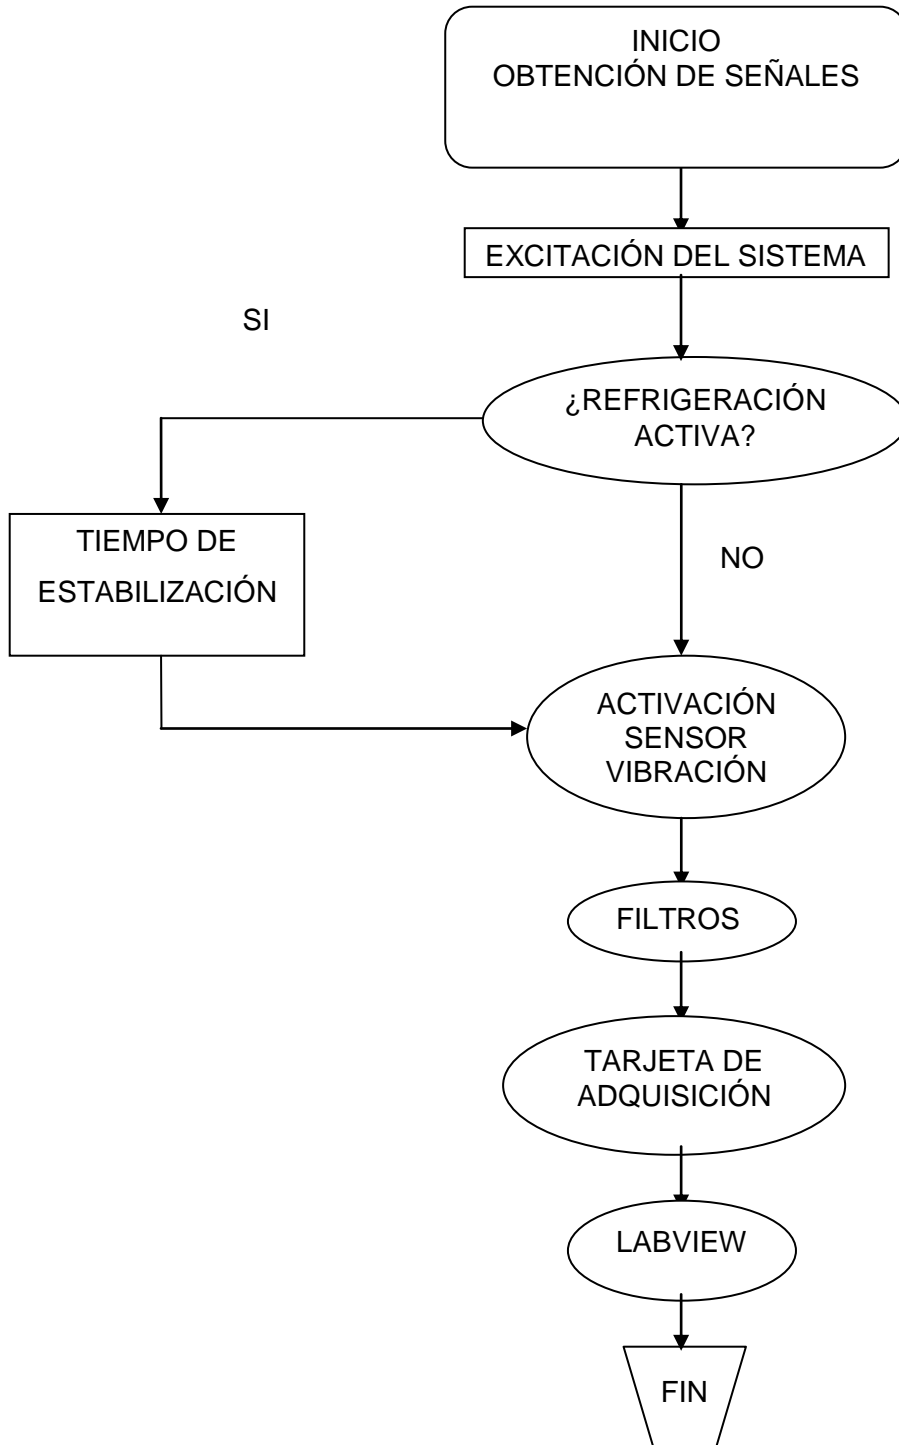 INICIO
OBTENCIÓN DE SEÑALES
EXCITACIÓN DEL SISTEMA
SI
¿REFRIGERACIÓN
ACTIVA?
TIEMPO DE
ESTABILIZACIÓN
NO
ACTIVACIÓN
SENSOR
VIBRACIÓN
FILTROS
TARJETA DE
ADQUISICIÓN
LABVIEW
FIN